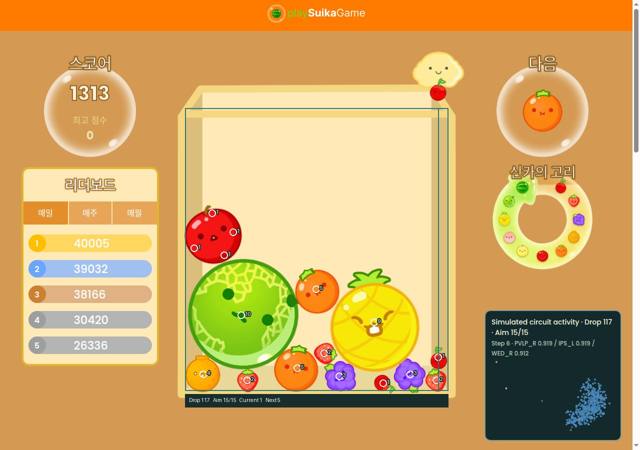 playSuikaGame
스코어
1313
최고 점수
0
리더보드
매일 매주 매월
1 40005
2 39032
3 38166
4 30420
5 26336
다음
신카의 고리
Simulated circuit activity · Drop 117
· Aim 15/15
Step 6 · PVLP_R 0.919 / IPS_L 0.919 /
WED_R 0.912
Drop 117 Aim 15/15 Current 1 Next 5